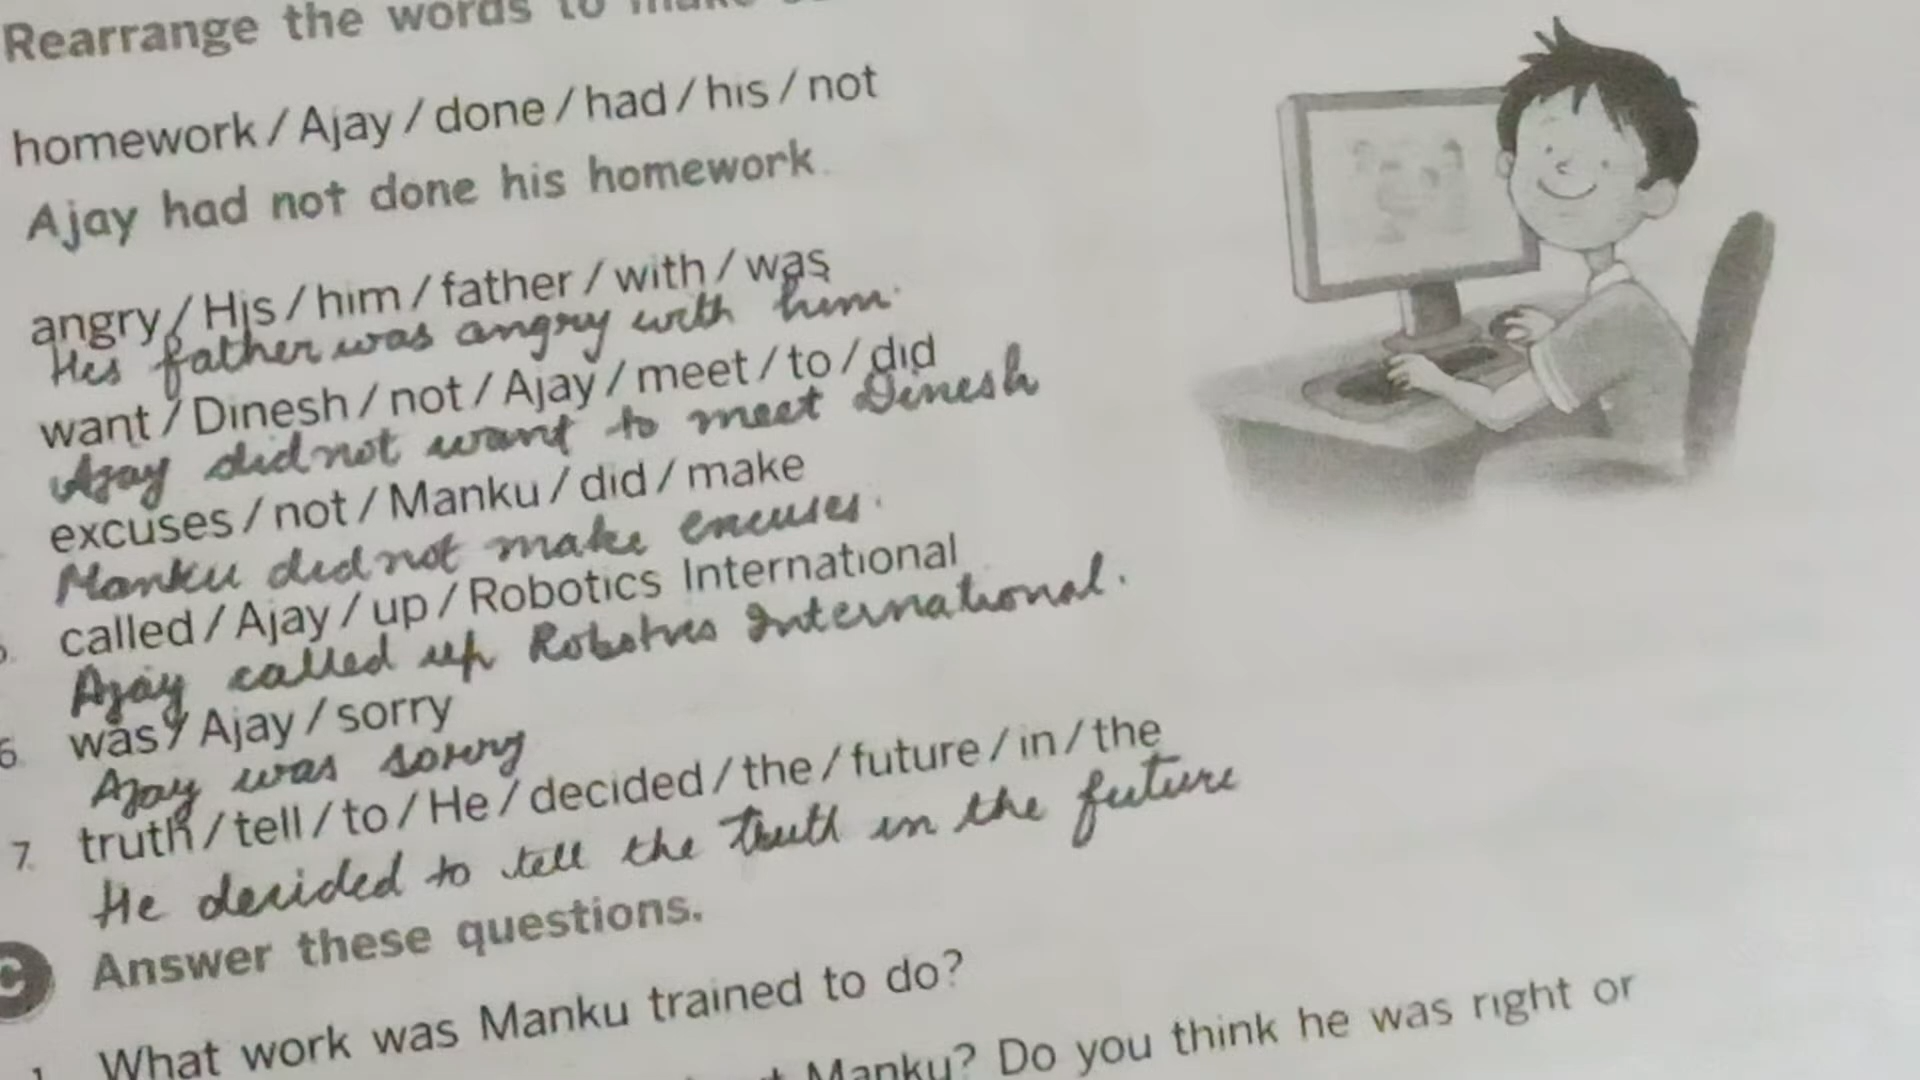 Rearrange the words to
homework / Ajay / done / had / his / not
Ajay had not done his homework.
angry / His / him / father / with / was
His father was angry with him.
want / Dinesh / not / Ajay / meet / to / did
Ajay did not want to meet Dinesh
excuses / not / Manku / did / make
Manku did not make excuses.
called / Ajay / up / Robotics International
Ajay called up Robotics International.
6. was / Ajay / sorry
Ajay was sorry
7. truth / tell / to / He / decided / the / future / in / the
He decided to tell the truth in the future
C Answer these questions.
What work was Manku trained to do?
Manku? Do you think he was right or